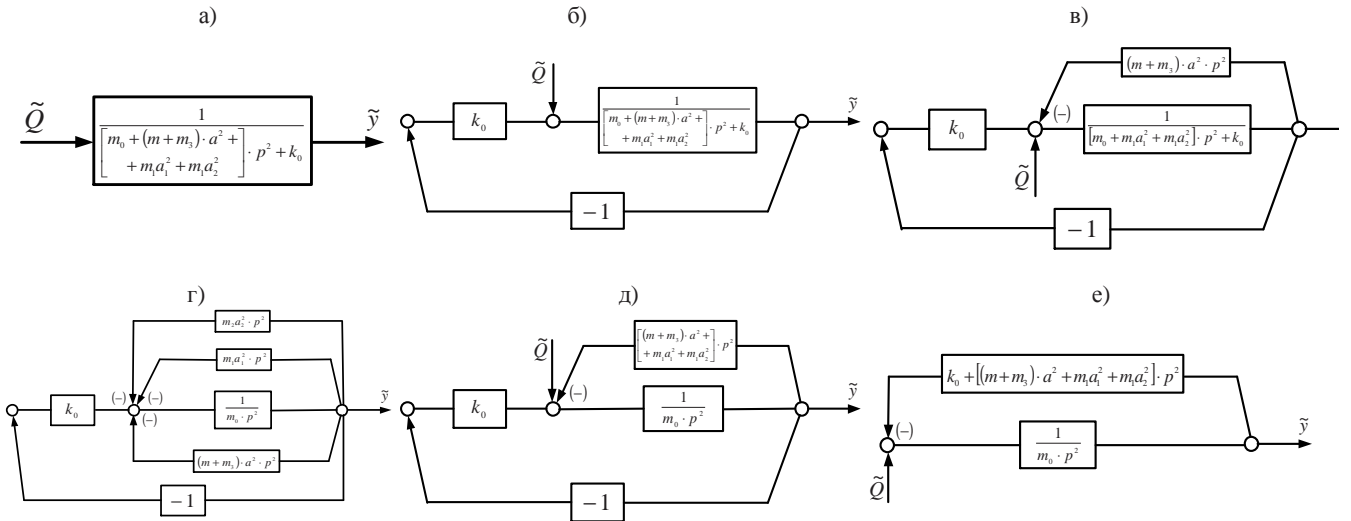 а)
б)
в)
Q̃
1
[m₀ + (m + m₃) · a² +
+ m₁a₁² + m₁a₂²] · p² + k₀
ỹ
k₀
Q̃
1
[m₀ + (m + m₃) · a² +
+ m₁a₁² + m₁a₂²] · p² + k₀
ỹ
−1
(m + m₃) · a² · p²
k₀
(−)
1
[m₀ + m₁a₁² + m₁a₂²] · p² + k₀
Q̃
−1
г)
д)
е)
m₂a₂² · p²
m₁a₁² · p²
k₀
(−)
(−)
(−)
1
m₀ · p²
ỹ
(m + m₃) · a² · p²
−1
[(m + m₃) · a² +
+ m₁a₁² + m₁a₂²] · p²
Q̃
(−)
k₀
1
m₀ · p²
ỹ
−1
k₀ + [(m + m₃) · a² + m₁a₁² + m₁a₂²] · p²
(−)
1
m₀ · p²
ỹ
Q̃